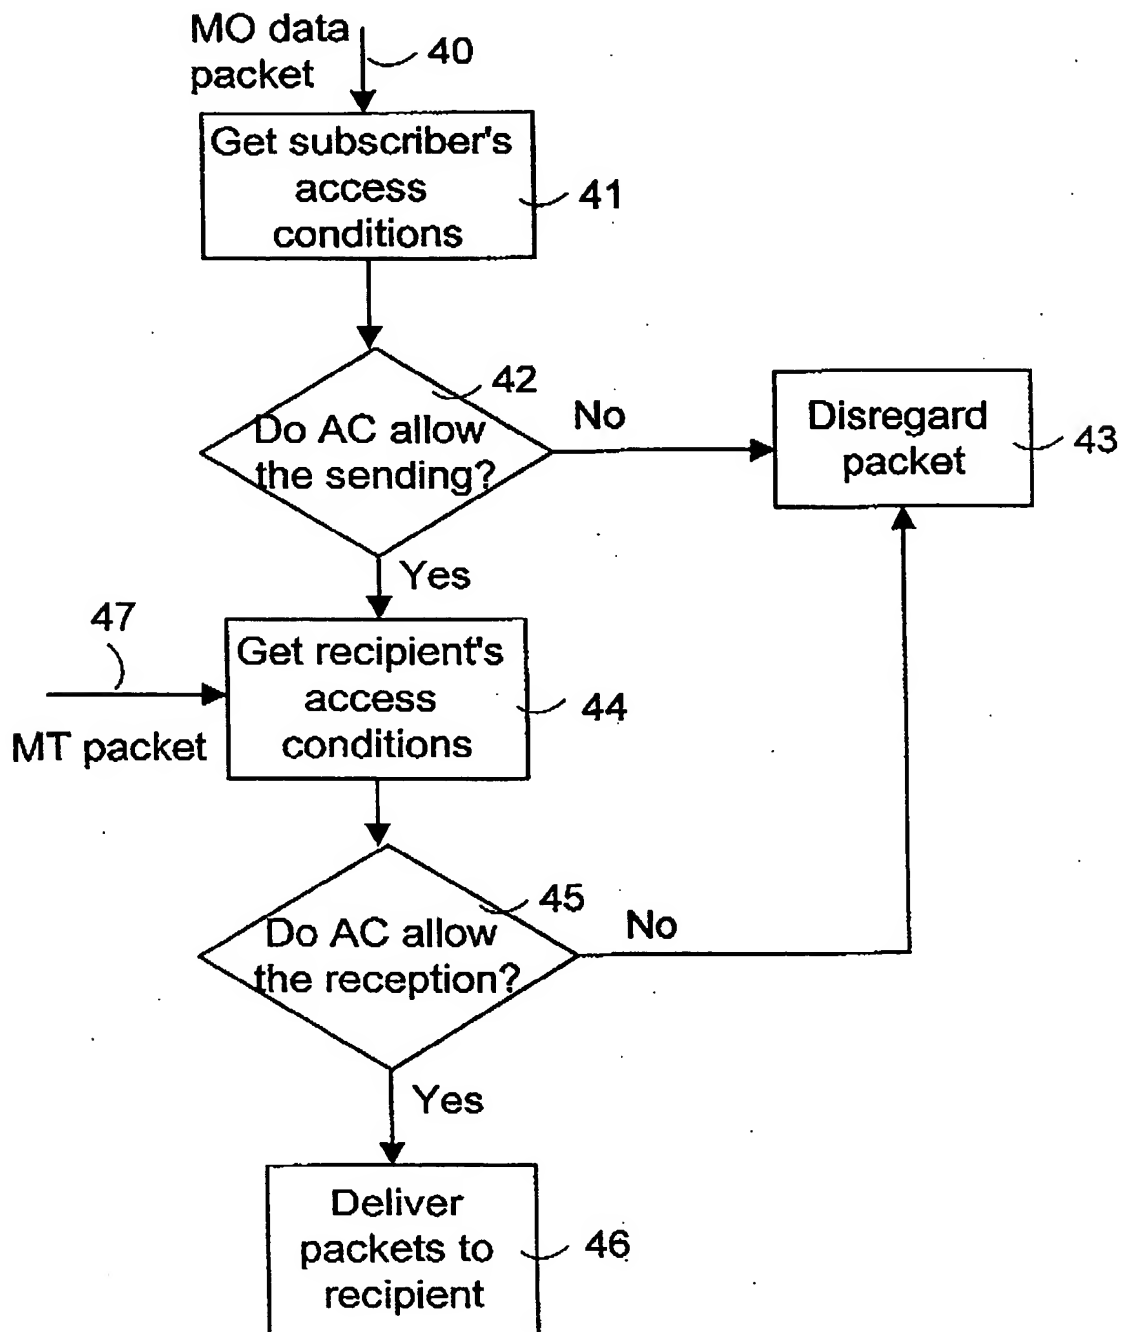 MO data
packet
40
Get subscriber's
access
conditions
41
42
Do AC allow
the sending?
No
Disregard
packet
43
Yes
47
MT packet
Get recipient's
access
conditions
44
45
Do AC allow
the reception?
No
Yes
Deliver
packets to
recipient
46